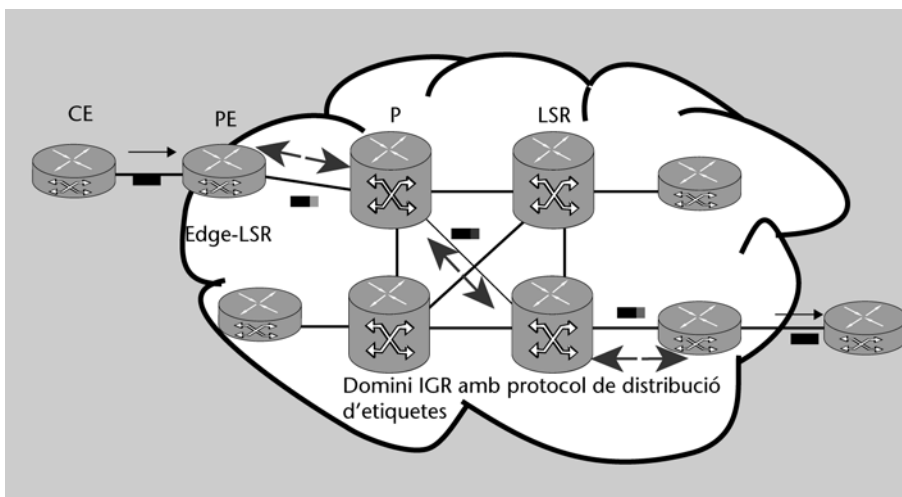 CE
PE
P
LSR
Edge-LSR
Domini IGR amb protocol de distribució
d'etiquetes